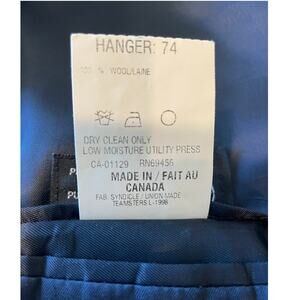 HANGER: 74
100 % WOOL/LAINE
DRY CLEAN ONLY
LOW MOISTURE UTILITY PRESS
CA-01129 RN69456
MADE IN / FAIT AU
CANADA
FAB. SYNDICLE / UNION MADE
TEAMSTERS L-1998